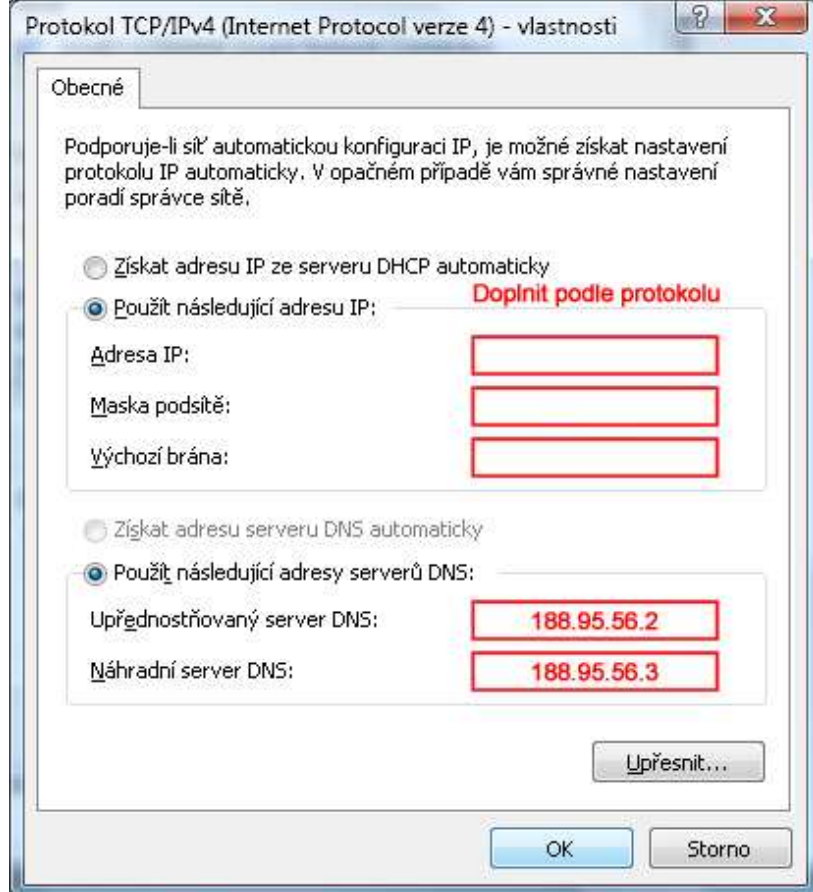 Protokol TCP/IPv4 (Internet Protocol verze 4) - vlastnosti
Obecné
Podporuje-li síť automatickou konfiguraci IP, je možné získat nastavení
protokolu IP automaticky. V opačném případě vám správné nastavení
poradí správce sítě.
Získat adresu IP ze serveru DHCP automaticky
Doplnit podle protokolu
Použít následující adresu IP:
Adresa IP:
Maska podsítě:
Výchozí brána:
Získat adresu serveru DNS automaticky
Použít následující adresy serverů DNS:
Upřednostňovaný server DNS: 188.95.56.2
Náhradní server DNS: 188.95.56.3
Upřesnit...
OK Storno